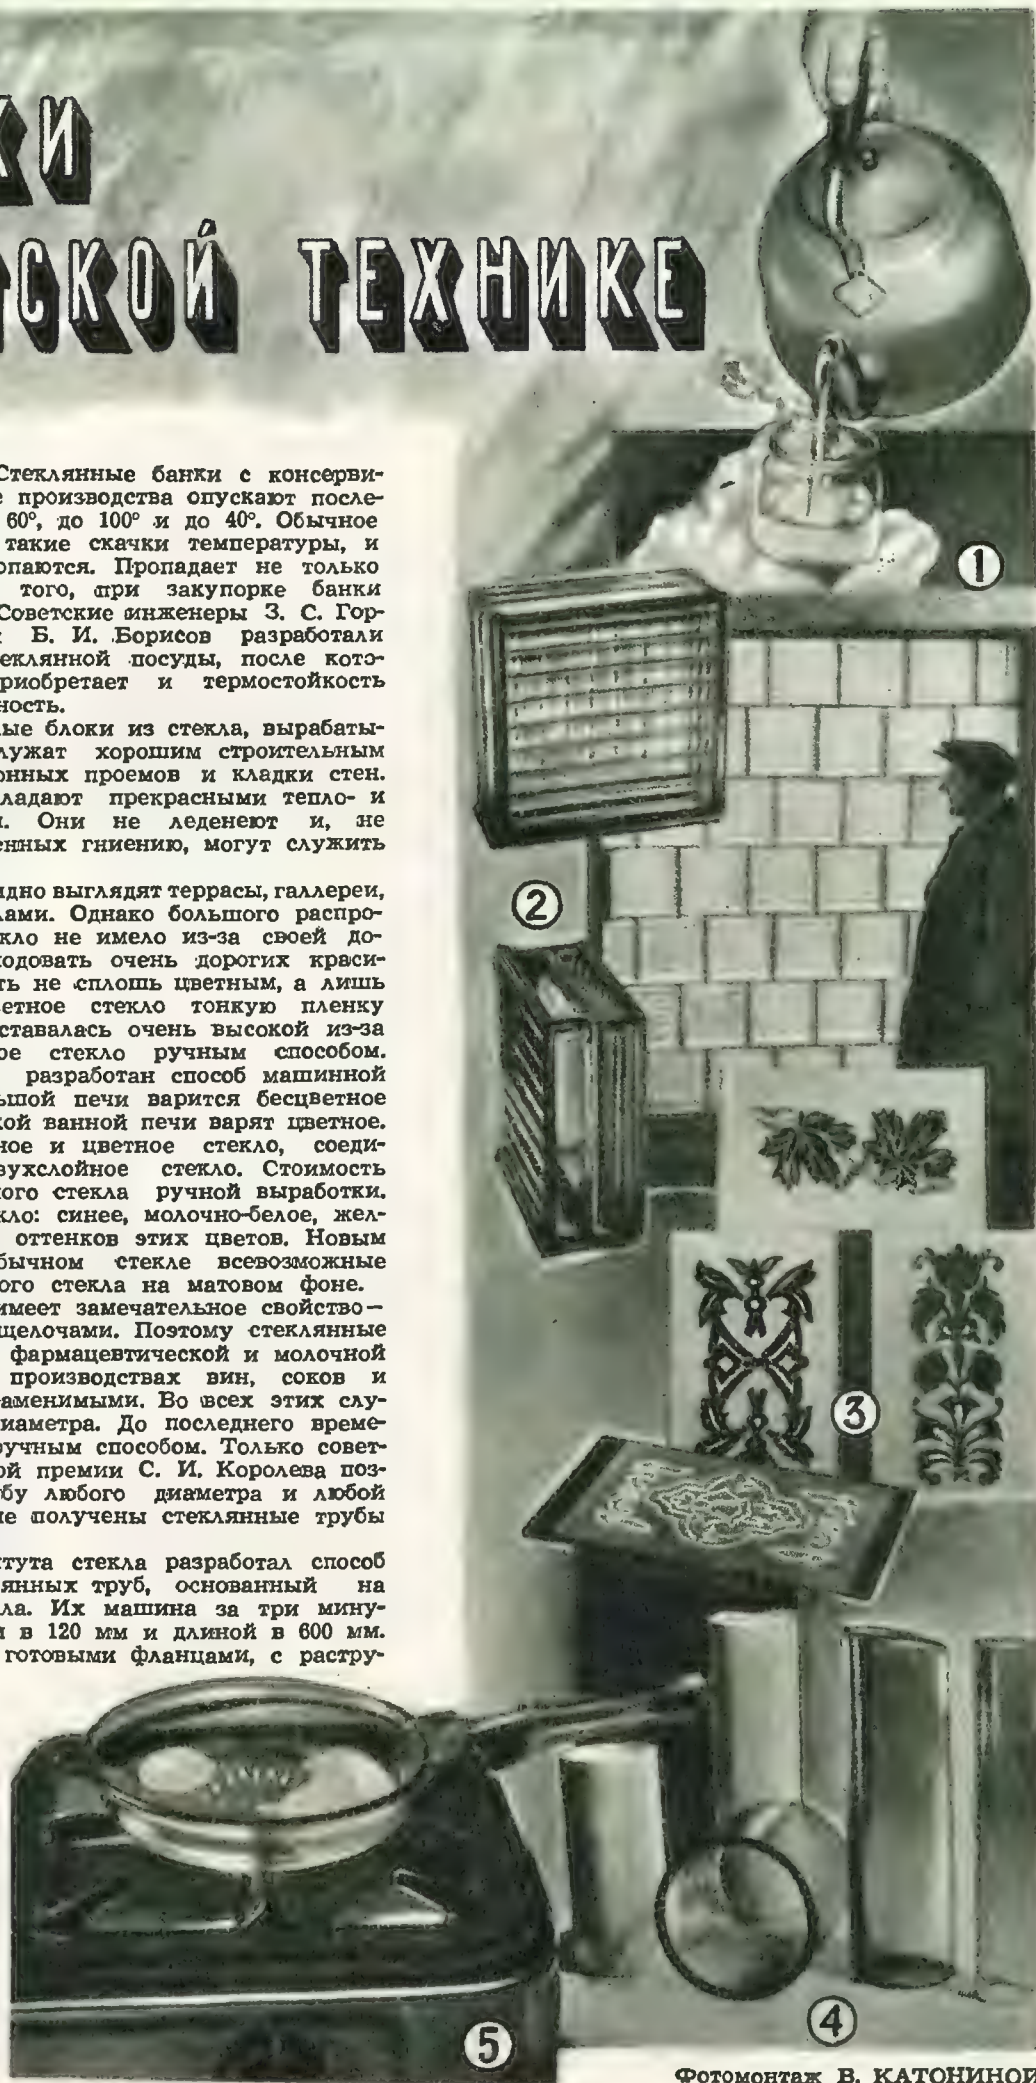 КИ
СКОЙ ТЕХНИКЕ
Стеклянные банки с консерви-
производства опускают после-
60°, до 100° и до 40°. Обычное
такие скачки температуры, и
опаются. Пропадает не только
того, при закупорке банки
Советские инженеры З. С. Гор-
Б. И. Борисов разработали
еклянной посуды, после кото-
риобретает и термостойкость
ность.
ные блоки из стекла, вырабаты-
лужат хорошим строительным
онных проемов и кладки стен.
ладают прекрасными тепло- и
и. Они не леденеют и, не
енных гниению, могут служить
идно выглядят террасы, галлереи,
лами. Однако большого распро-
кло не имело из-за своей до-
одовать очень дорогих краси-
ть не сплошь цветным, а лишь
ветное стекло тонкую пленку
ставалась очень высокой из-за
ое стекло ручным способом.
разработан способ машинной
ьшой печи варится бесцветное
кой ванной печи варят цветное.
ное и цветное стекло, соеди-
вухслойное стекло. Стоимость
ного стекла ручной выработки.
кло: синее, молочно-белое, жел-
оттенков этих цветов. Новым
бычном стекле всевозможные
ого стекла на матовом фоне.
имеет замечательное свойство —
щелочами. Поэтому стеклянные
фармацевтической и молочной
производствах вин, соков и
аменимыми. Во всех этих слу-
диаметра. До последнего време-
ручным способом. Только совет-
ой премии С. И. Королева поз-
бу любого диаметра и любой
ие получены стеклянные трубы
тута стекла разработал способ
янных труб, основанный на
ла. Их машина за три мину-
в 120 мм и длиной в 600 мм.
готовыми фланцами, с растру-
1
2
3
4
5
Фотомонтаж В. КАТОНИНОЙ